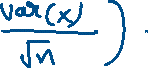 var(x)
√n ) .